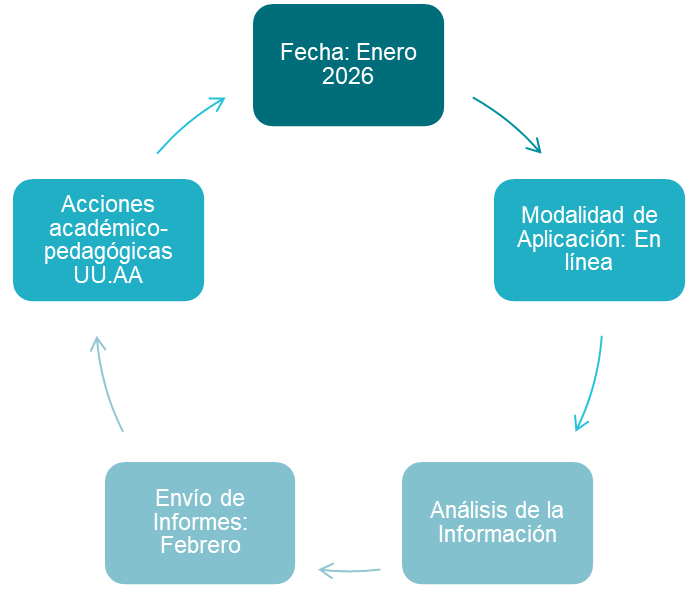 Fecha: Enero
2026
Modalidad de
Aplicación: En
línea
Análisis de la
Información
Envío de
Informes:
Febrero
Acciones
académico-
pedagógicas
UU.AA